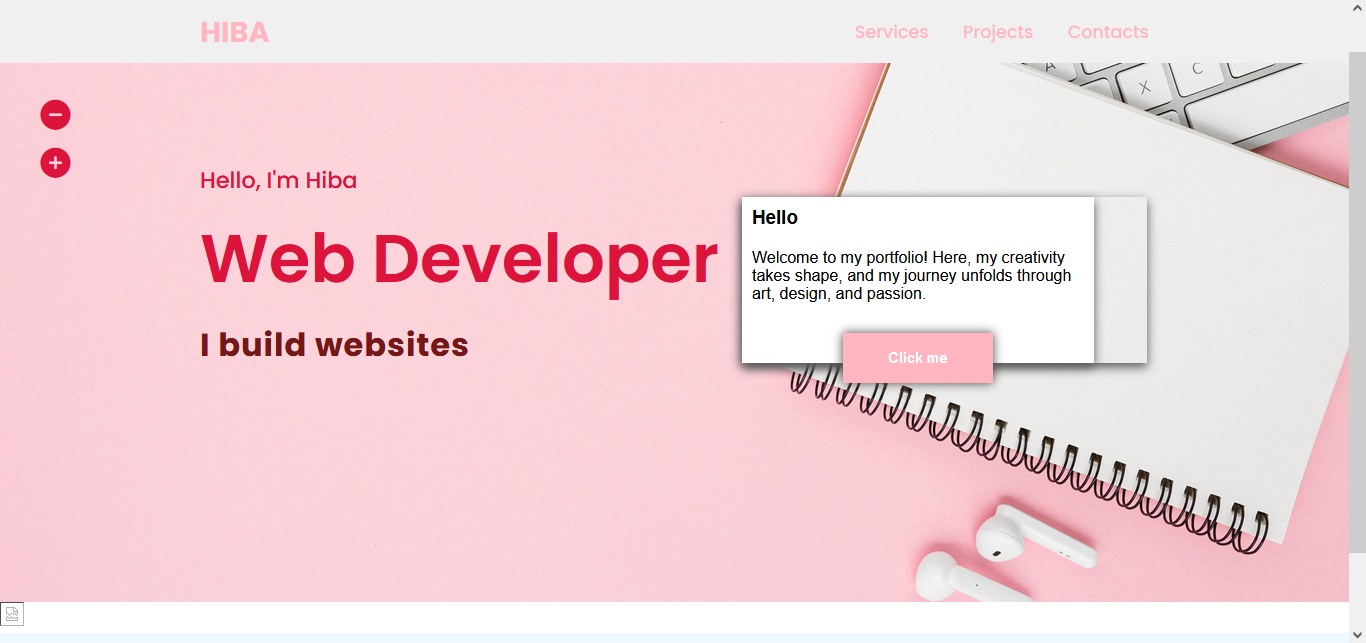 HIBA
Services Projects Contacts
Hello, I'm Hiba
Web Developer
I build websites
Hello
Welcome to my portfolio! Here, my creativity
takes shape, and my journey unfolds through
art, design, and passion.
Click me
A
X
C